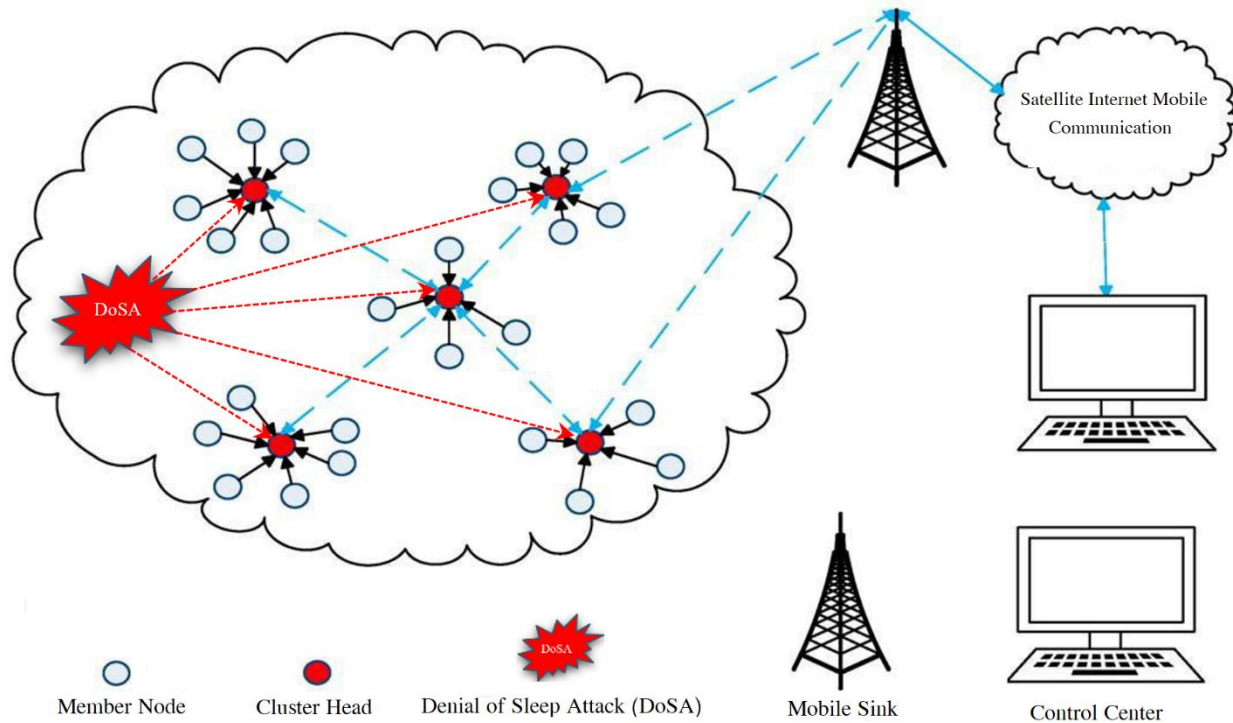 Satellite Internet Mobile
Communication
DoSA
DoSA
Member Node
Cluster Head
Denial of Sleep Attack (DoSA)
Mobile Sink
Control Center